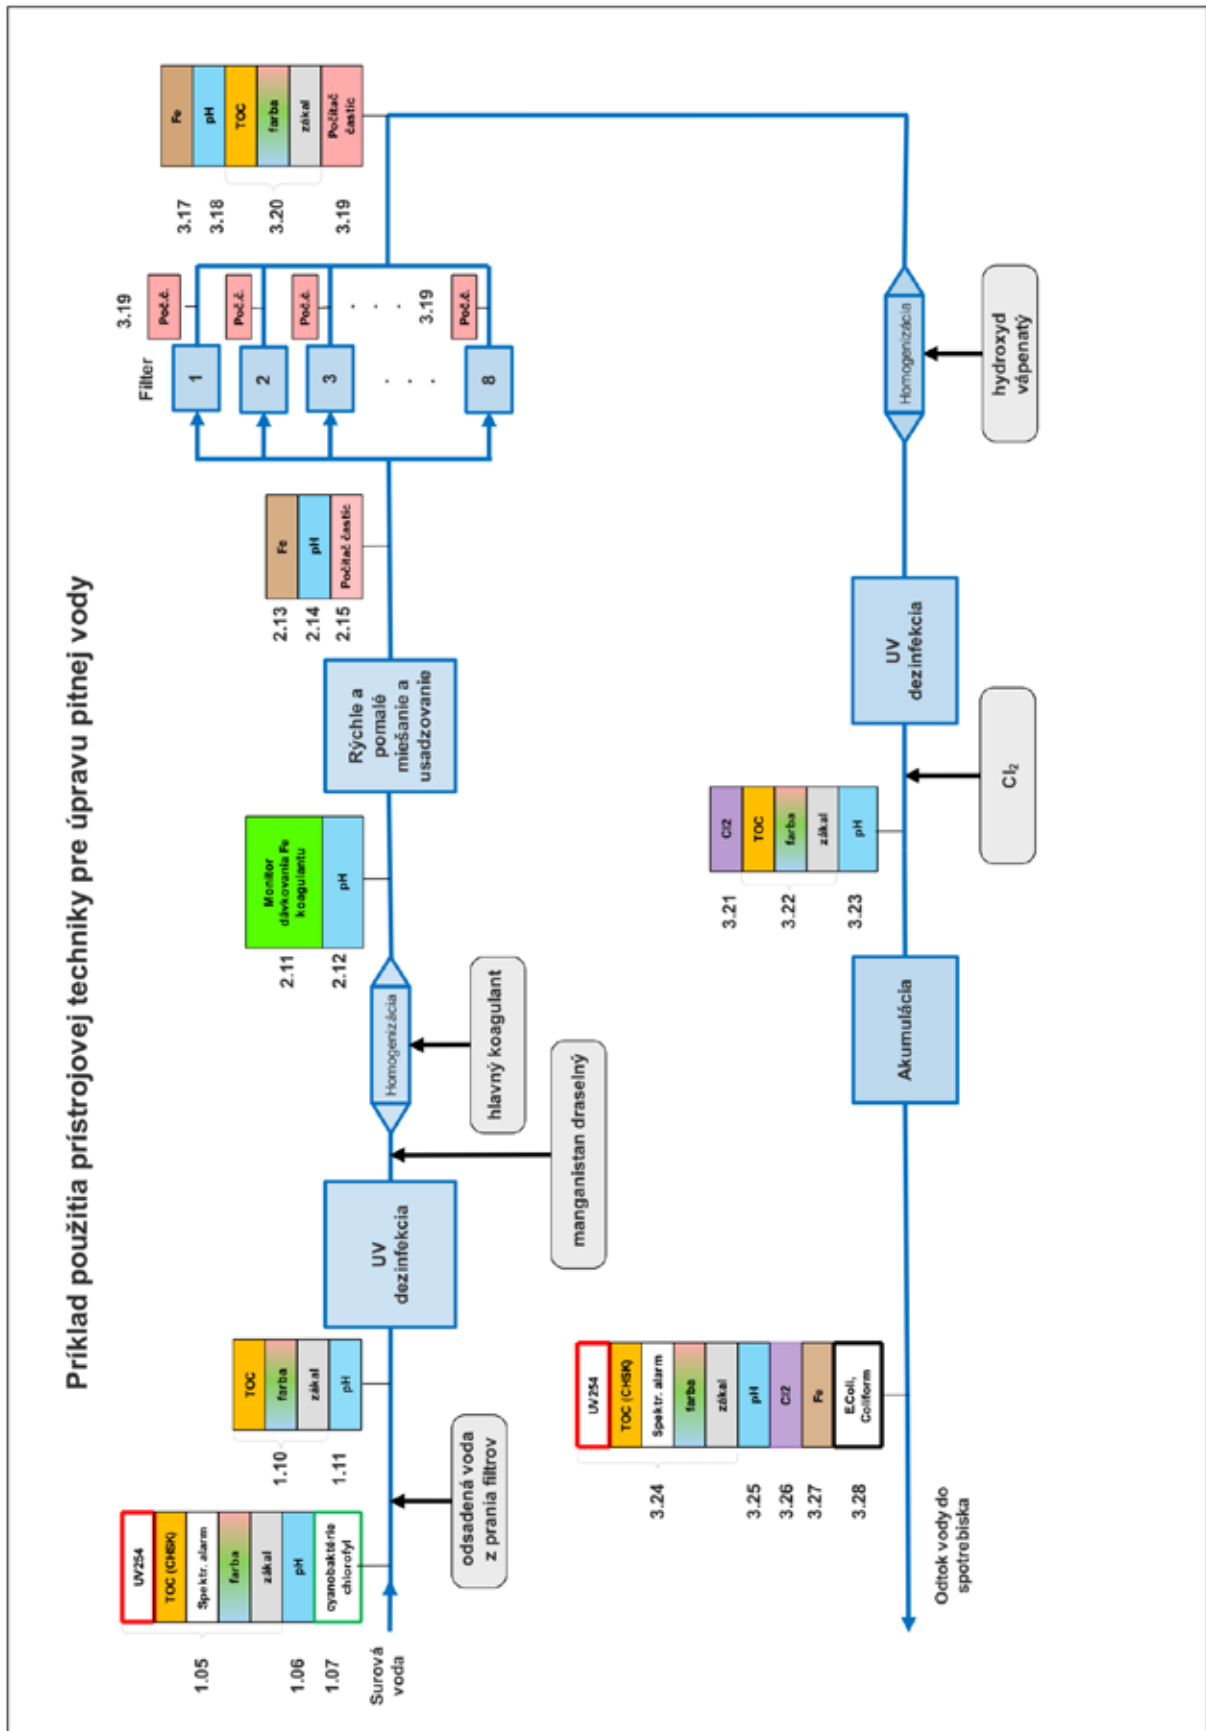 Príklad použitia prístrojovej techniky pre úpravu pitnej vody
Surová
voda
1.05
1.06
1.07
UV254
TOC (CHSK)
Spektr. alarm
farba
zákal
pH
cyanobaktérie
chlorofyl
odsadená voda
z prania filtrov
1.10
1.11
TOC
farba
zákal
pH
UV
dezinfekcia
manganistan draselný
hlavný koagulant
Homogenizácia
2.11
2.12
Monitor
dávkovania Fe
koagulantu
pH
Rýchle a
pomalé
miešanie a
usadzovanie
2.13
2.14
2.15
Fe
pH
Počítač častíc
Filter
1
2
3
. . .
8
3.19
Poč.č.
Poč.č.
Poč.č.
. . .
3.19
Poč.č.
3.17
3.18
3.20
3.19
Fe
pH
TOC
farba
zákal
Počítač
častic
Homogenizácia
hydroxyd
vápenatý
UV
dezinfekcia
Cl₂
3.21
3.22
3.23
Cl2
TOC
farba
zákal
pH
Akumulácia
3.24
3.25
3.26
3.27
3.28
UV254
TOC (CHSK)
Spektr. alarm
farba
zákal
pH
Cl2
Fe
E.Coli,
Coliform
Odtok vody do
spotrebiska